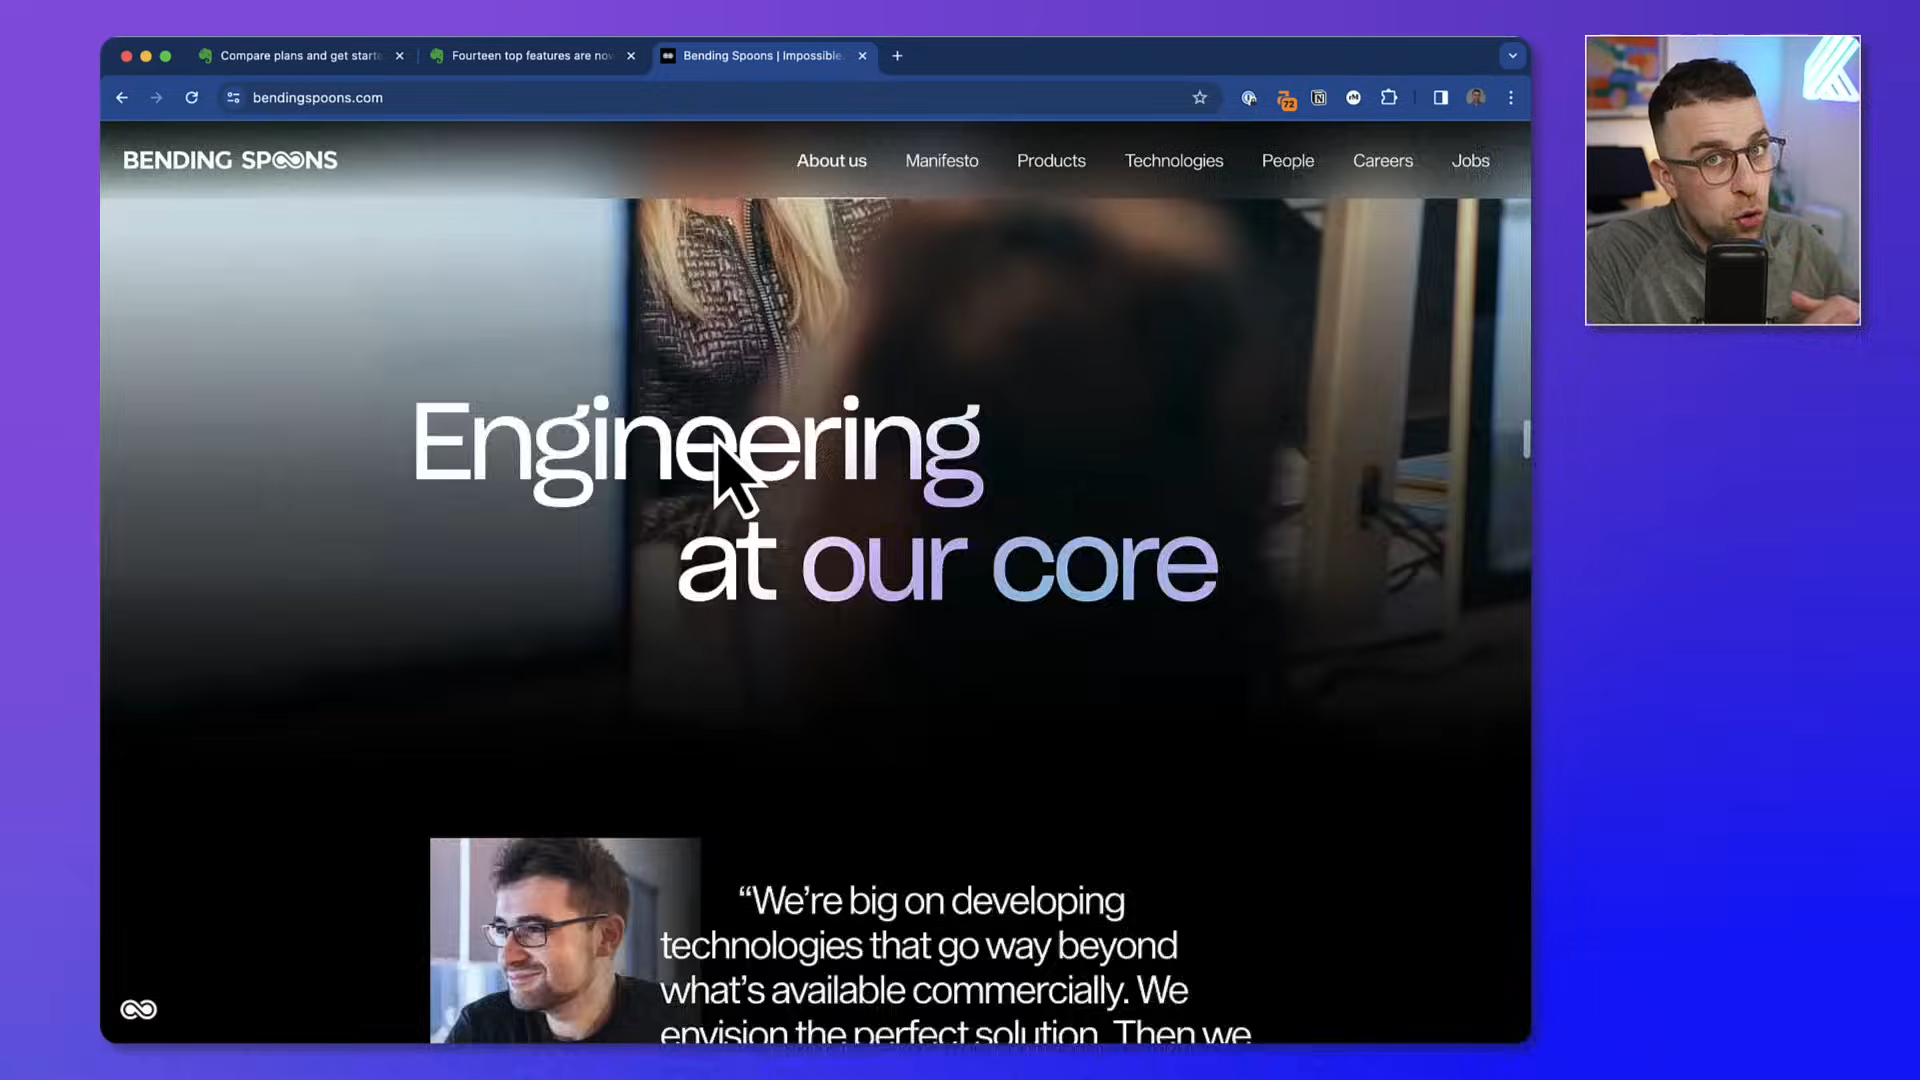 Compare plans and get starte
Fourteen top features are nov
Bending Spoons | Impossible
bendingspoons.com
72
BENDING SPOONS
About us
Manifesto
Products
Technologies
People
Careers
Jobs
Engineering
at our core
“We’re big on developing
technologies that go way beyond
what’s available commercially. We
envision the perfect solution. Then we